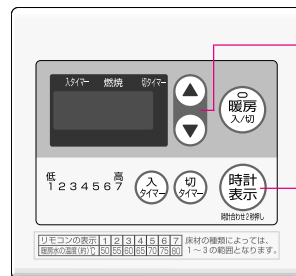 入タイマー 燃焼 切タイマー
▲
▼
暖房
入/切
低 高
1 2 3 4 5 6 7
入
タイマー
切
タイマー
時計
表示
時計合わせ2秒押し
リモコンの表示 1 2 3 4 5 6 7
暖房水の温度(約)℃ 50 55 60 65 70 75 80
床材の種類によっては、
1～3の範囲となります。